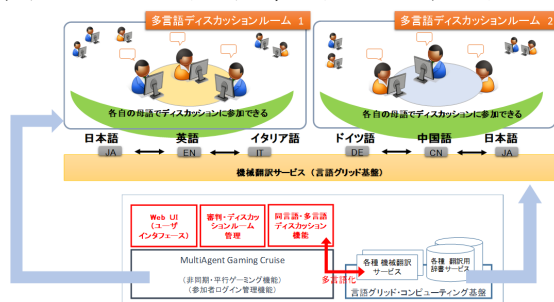 多言語ディスカッションルーム 1
多言語ディスカッションルーム 2
各自の母語でディスカッションに参加できる
各自の母語でディスカッションに参加できる
日本語 英語 イタリア語
JA EN IT
ドイツ語 中国語 日本語
DE CN JA
機械翻訳サービス (言語グリッド基盤)
Web UI
(ユーザ
インタフェース)
審判・ディスカッ
ションルーム
管理
同言語・多言語
ディスカッション
機能
MultiAgent Gaming Cruise
(非同期・平行ゲーミング機能)
(参加者ログイン管理機能)
多言語化
各種 機械翻訳
サービス
各種 翻訳用
辞書サービス
言語グリッド・コンピューティング基盤